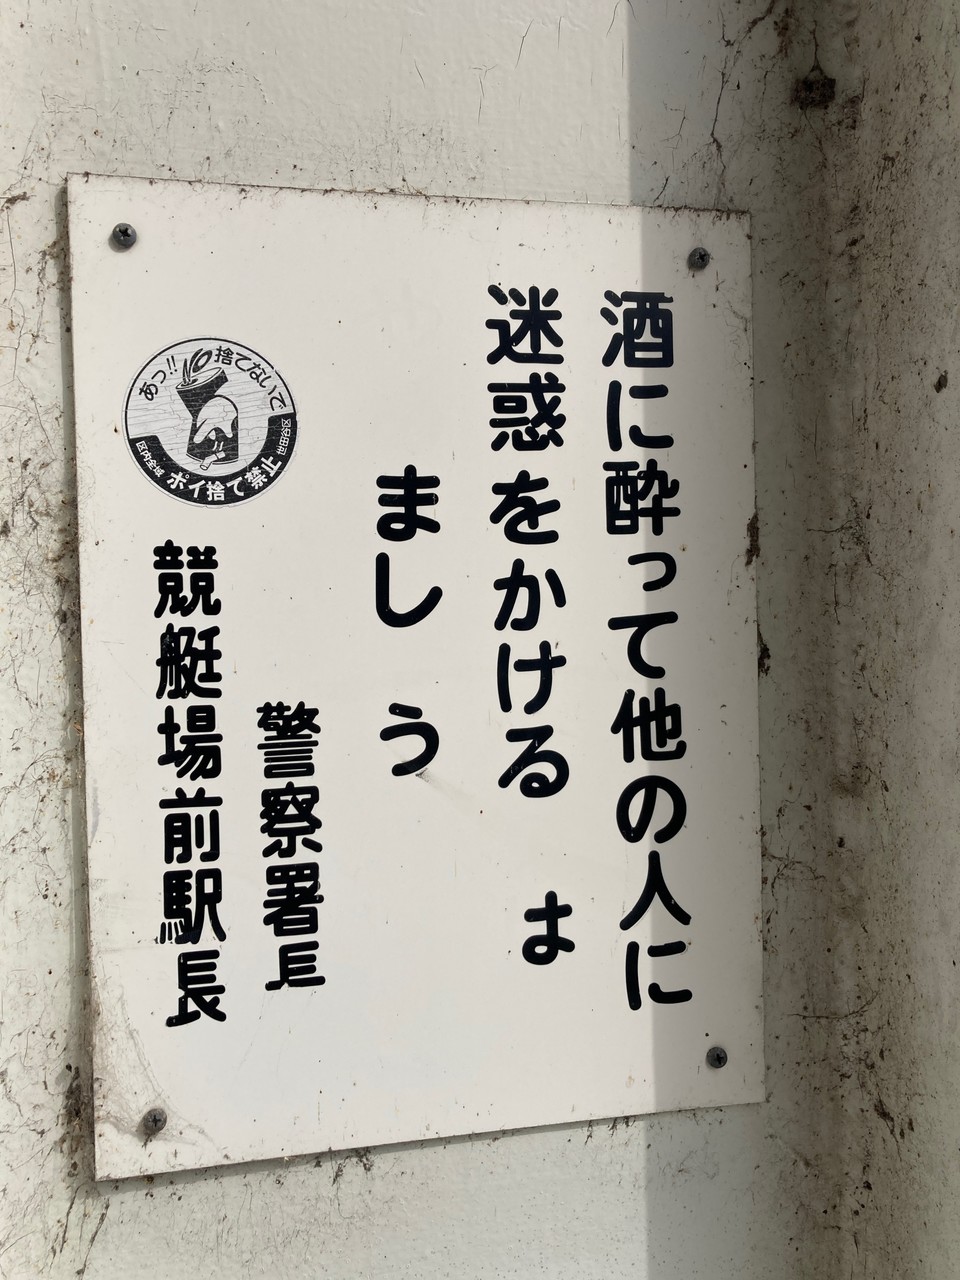 酒に酔って他の人に
迷惑をかける　は
まし う
警察署長
競艇場前駅長
あっ!! 捨てないで
区内全域 ポイ捨て禁止 世田谷区